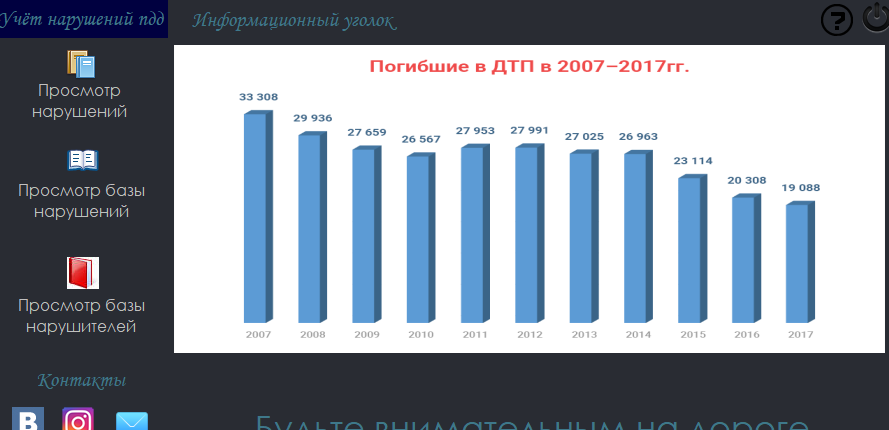 Учёт нарушений пдд
Информационный уголок
?
Просмотр
нарушений
Просмотр базы
нарушений
Просмотр базы
нарушителей
Контакты
В
Погибшие в ДТП в 2007–2017гг.
33 308
29 936
27 659
26 567
27 953
27 991
27 025
26 963
23 114
20 308
19 088
2007
2008
2009
2010
2011
2012
2013
2014
2015
2016
2017
Будьте внимательным на дороге